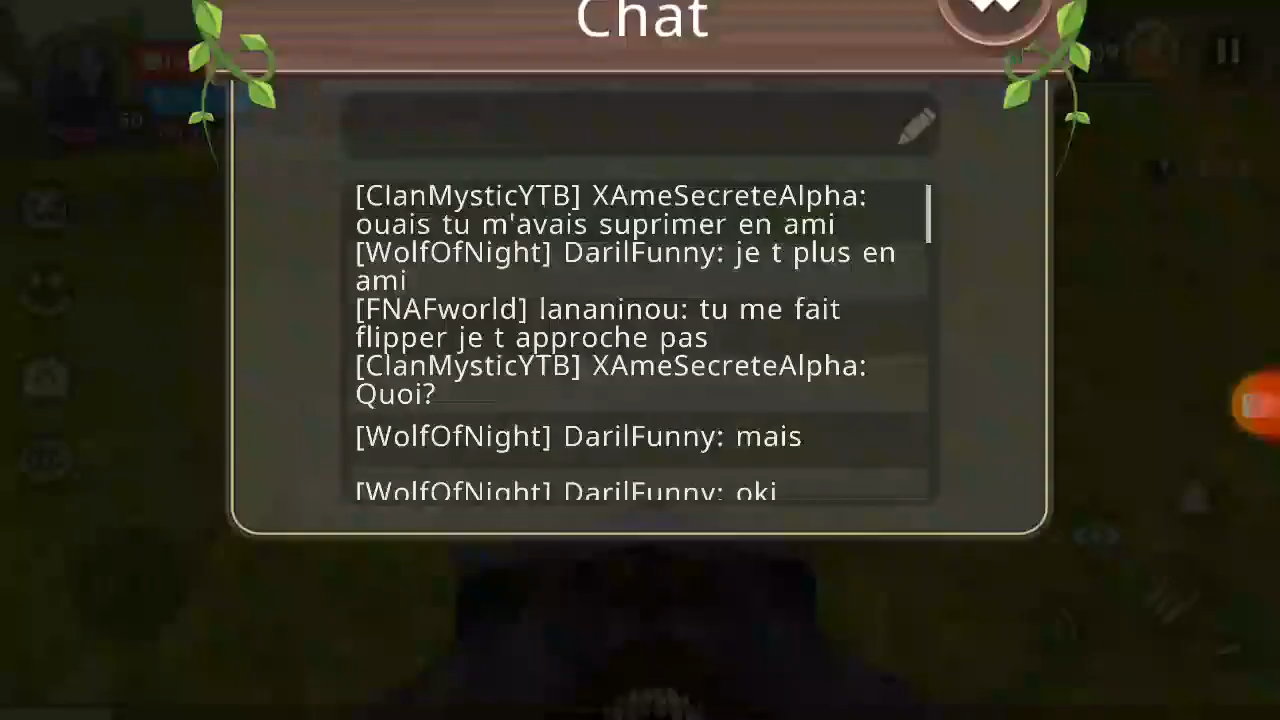 Chat
[ClanMysticYTB] XAmeSecreteAlpha:
ouais tu m'avais suprimer en ami
[WolfOfNight] DarilFunny: je t plus en
ami
[FNAFworld] lananinou: tu me fait
flipper je t approche pas
[ClanMysticYTB] XAmeSecreteAlpha:
Quoi?
[WolfOfNight] DarilFunny: mais
[WolfOfNight] DarilFunny: oki